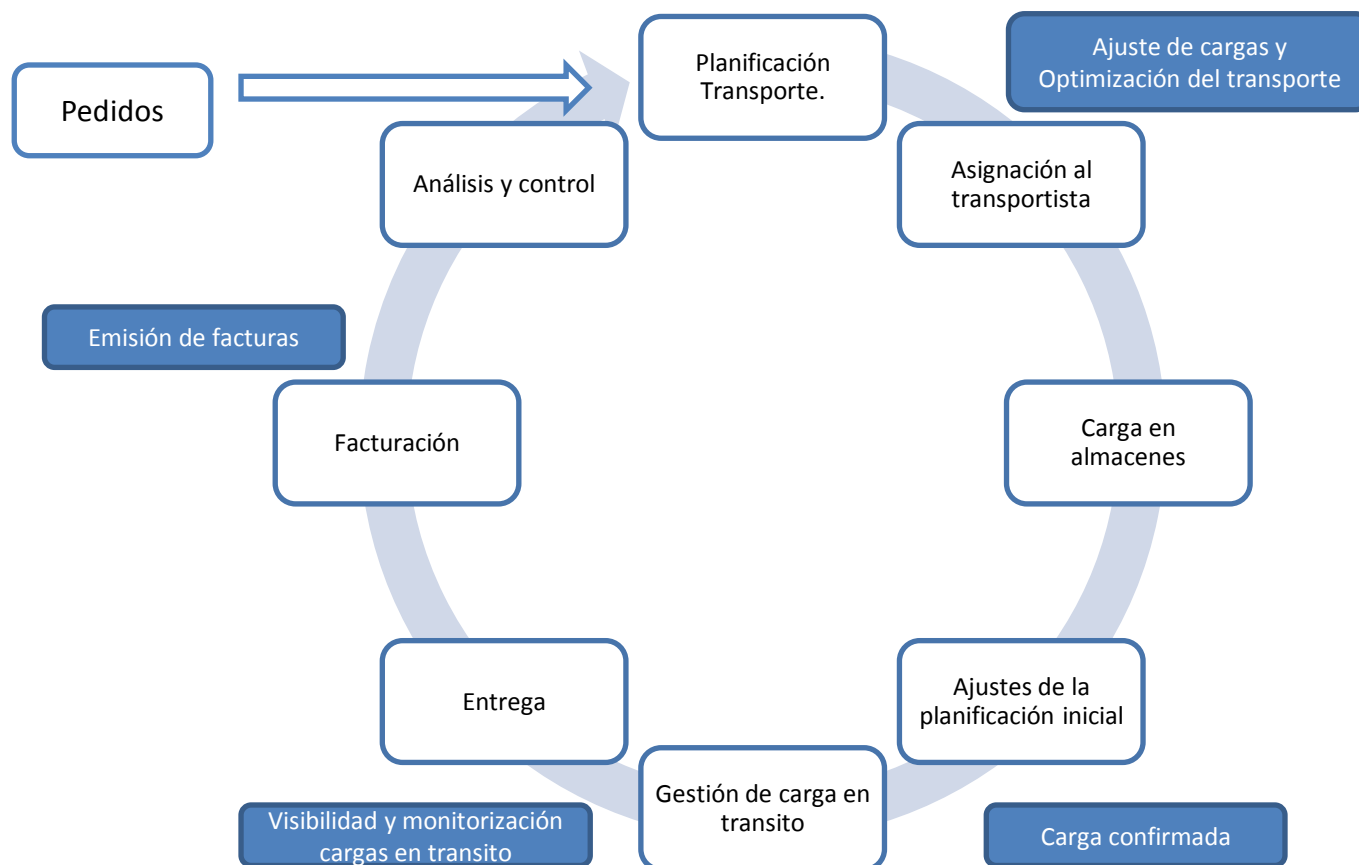 Pedidos
Planificación
Transporte.
Ajuste de cargas y
Optimización del transporte
Análisis y control
Asignación al
transportista
Emisión de facturas
Facturación
Carga en
almacenes
Entrega
Ajustes de la
planificación inicial
Gestión de carga en
transito
Visibilidad y monitorización
cargas en transito
Carga confirmada